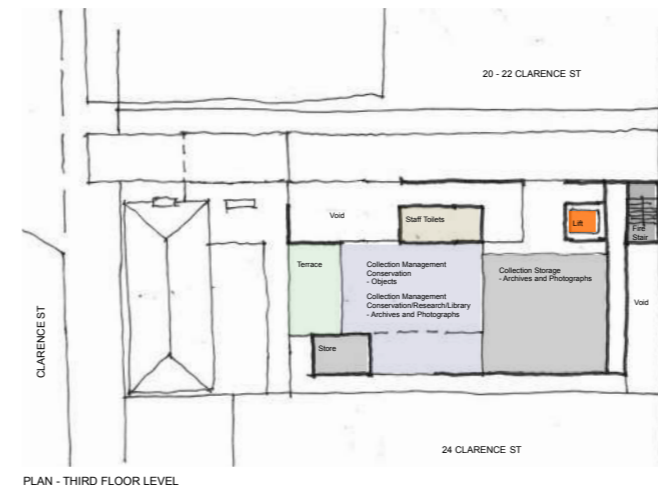 20 - 22 CLARENCE ST
Void
Staff Toilets
Lift
Fire
Stair
Terrace
Collection Management
Conservation
- Objects
Collection Management
Conservation/Research/Library
- Archives and Photographs
Collection Storage
- Archives and Photographs
Void
Store
CLARENCE ST
24 CLARENCE ST
PLAN - THIRD FLOOR LEVEL